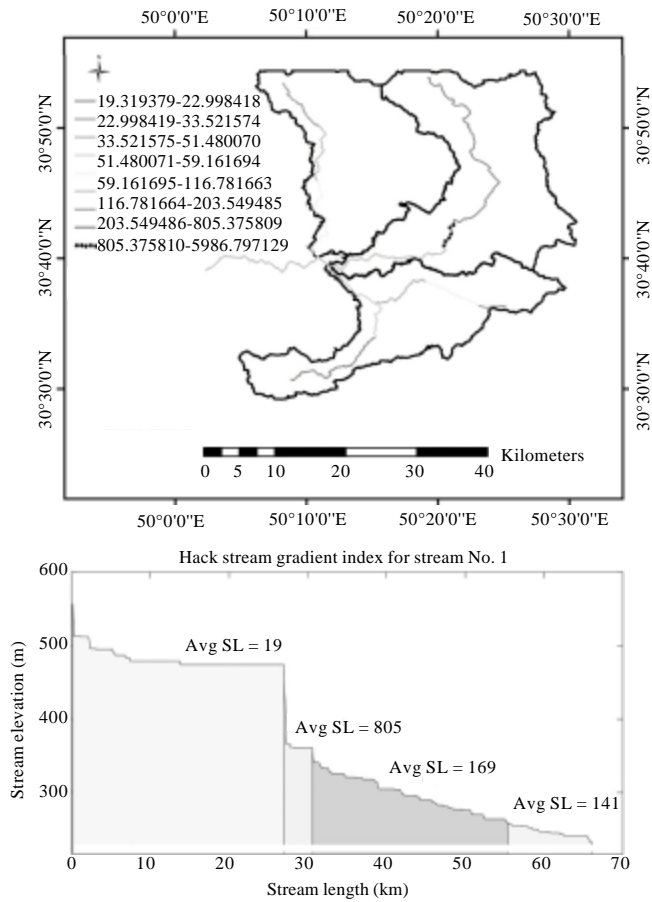 50°0'0"E 50°10'0"E 50°20'0"E 50°30'0"E
30°50'0"N
30°40'0"N
30°30'0"N
19.319379-22.998418
22.998419-33.521574
33.521575-51.480070
51.480071-59.161694
59.161695-116.781663
116.781664-203.549485
203.549486-805.375809
805.375810-5986.797129
30°50'0"N
30°40'0"N
30°30'0"N
0 5 10 20 30 40 Kilometers
50°0'0"E 50°10'0"E 50°20'0"E 50°30'0"E
Hack stream gradient index for stream No. 1
Stream elevation (m)
600
500
400
300
Avg SL = 19
Avg SL = 805
Avg SL = 169
Avg SL = 141
0 10 20 30 40 50 60 70
Stream length (km)